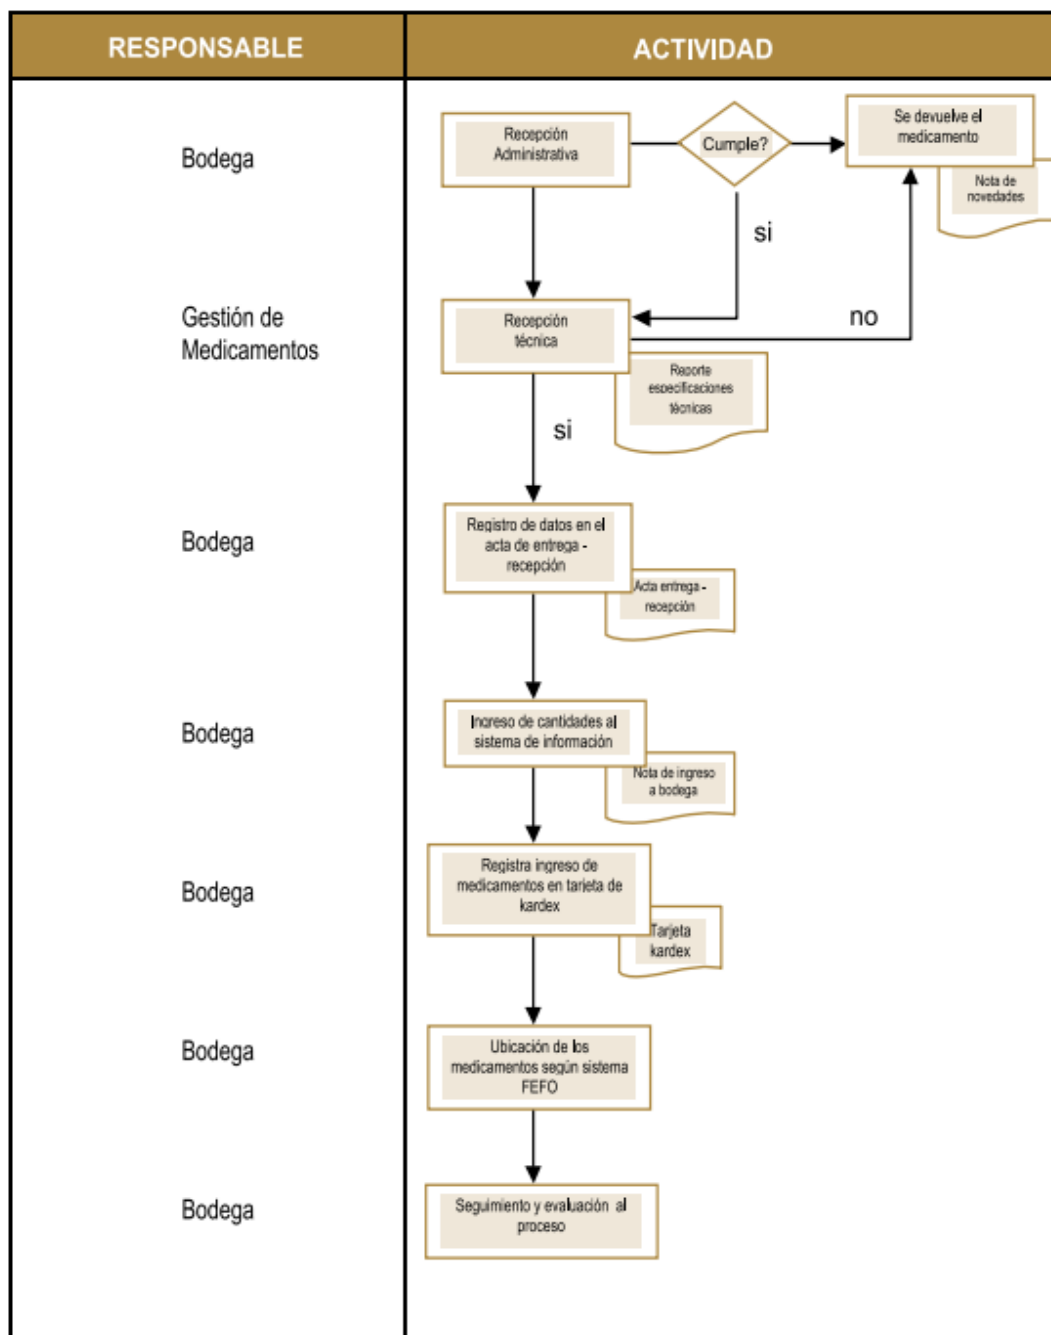 RESPONSABLE
ACTIVIDAD
Bodega
Recepción
Administrativa
Cumple?
Se devuelve el
medicamento
Nota de
novedades
si
Gestión de
Medicamentos
Recepción
técnica
no
Reporte
especificaciones
técnicas
si
Bodega
Registro de datos en el
acta de entrega -
recepción
Acta entrega -
recepción
Bodega
Ingreso de cantidades al
sistema de información
Nota de ingreso
a bodega
Bodega
Registra ingreso de
medicamentos en tarjeta de
kardex
Tarjeta
kardex
Bodega
Ubicación de los
medicamentos según sistema
FEFO
Bodega
Seguimiento y evaluación al
proceso